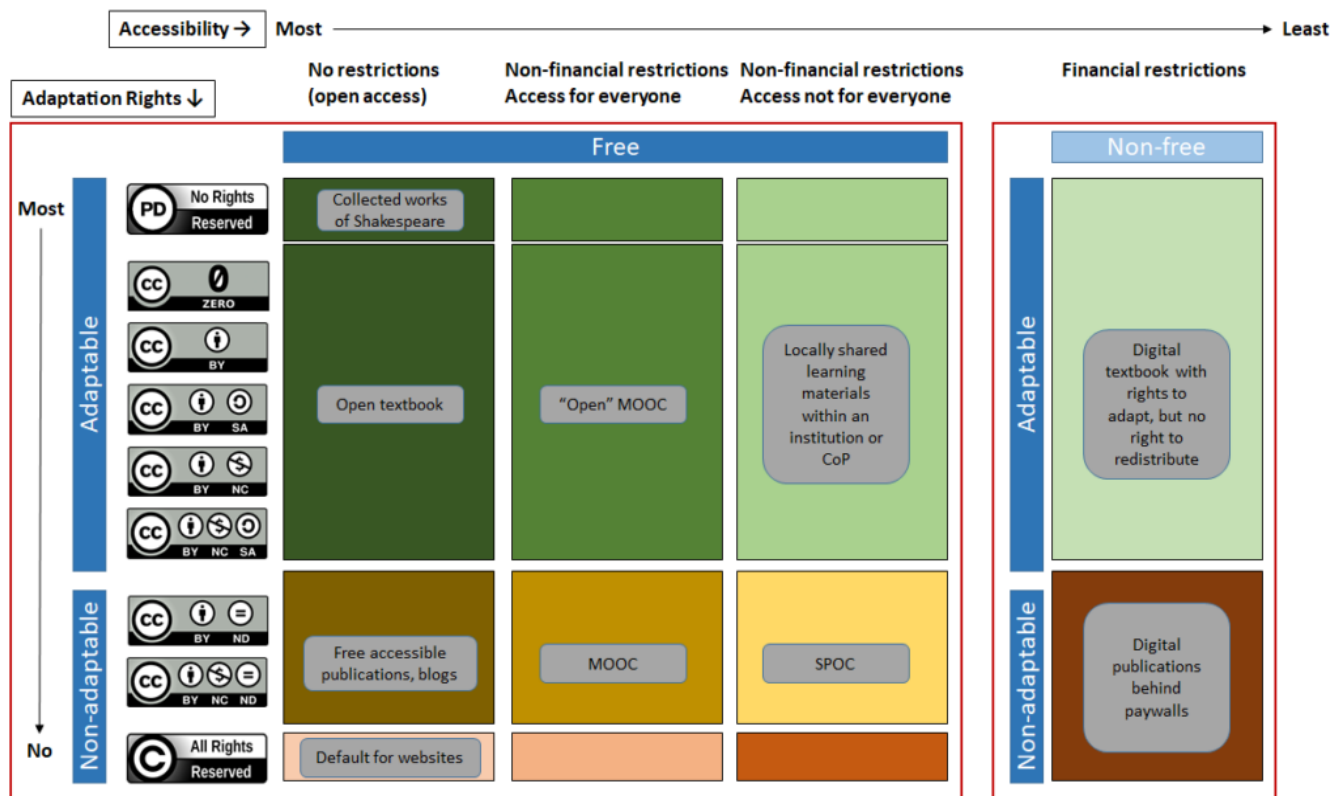 Accessibility → Most Least
No restrictions
(open access)
Non-financial restrictions
Access for everyone
Non-financial restrictions
Access not for everyone
Financial restrictions
Adaptation Rights ↓
Free
Non-free
Most
No
Adaptable
Non-adaptable
PD No Rights
Reserved
cc 0
ZERO
cc
BY
cc
BY SA
cc
BY NC
cc
BY NC SA
cc =
BY ND
cc =
BY NC ND
C All Rights
Reserved
Collected works
of Shakespeare
Open textbook
“Open” MOOC
Locally shared
learning
materials
within an
institution or
CoP
Free accessible
publications, blogs
MOOC
SPOC
Default for websites
Adaptable
Non-adaptable
Digital
textbook with
rights to
adapt, but no
right to
redistribute
Digital
publications
behind
paywalls